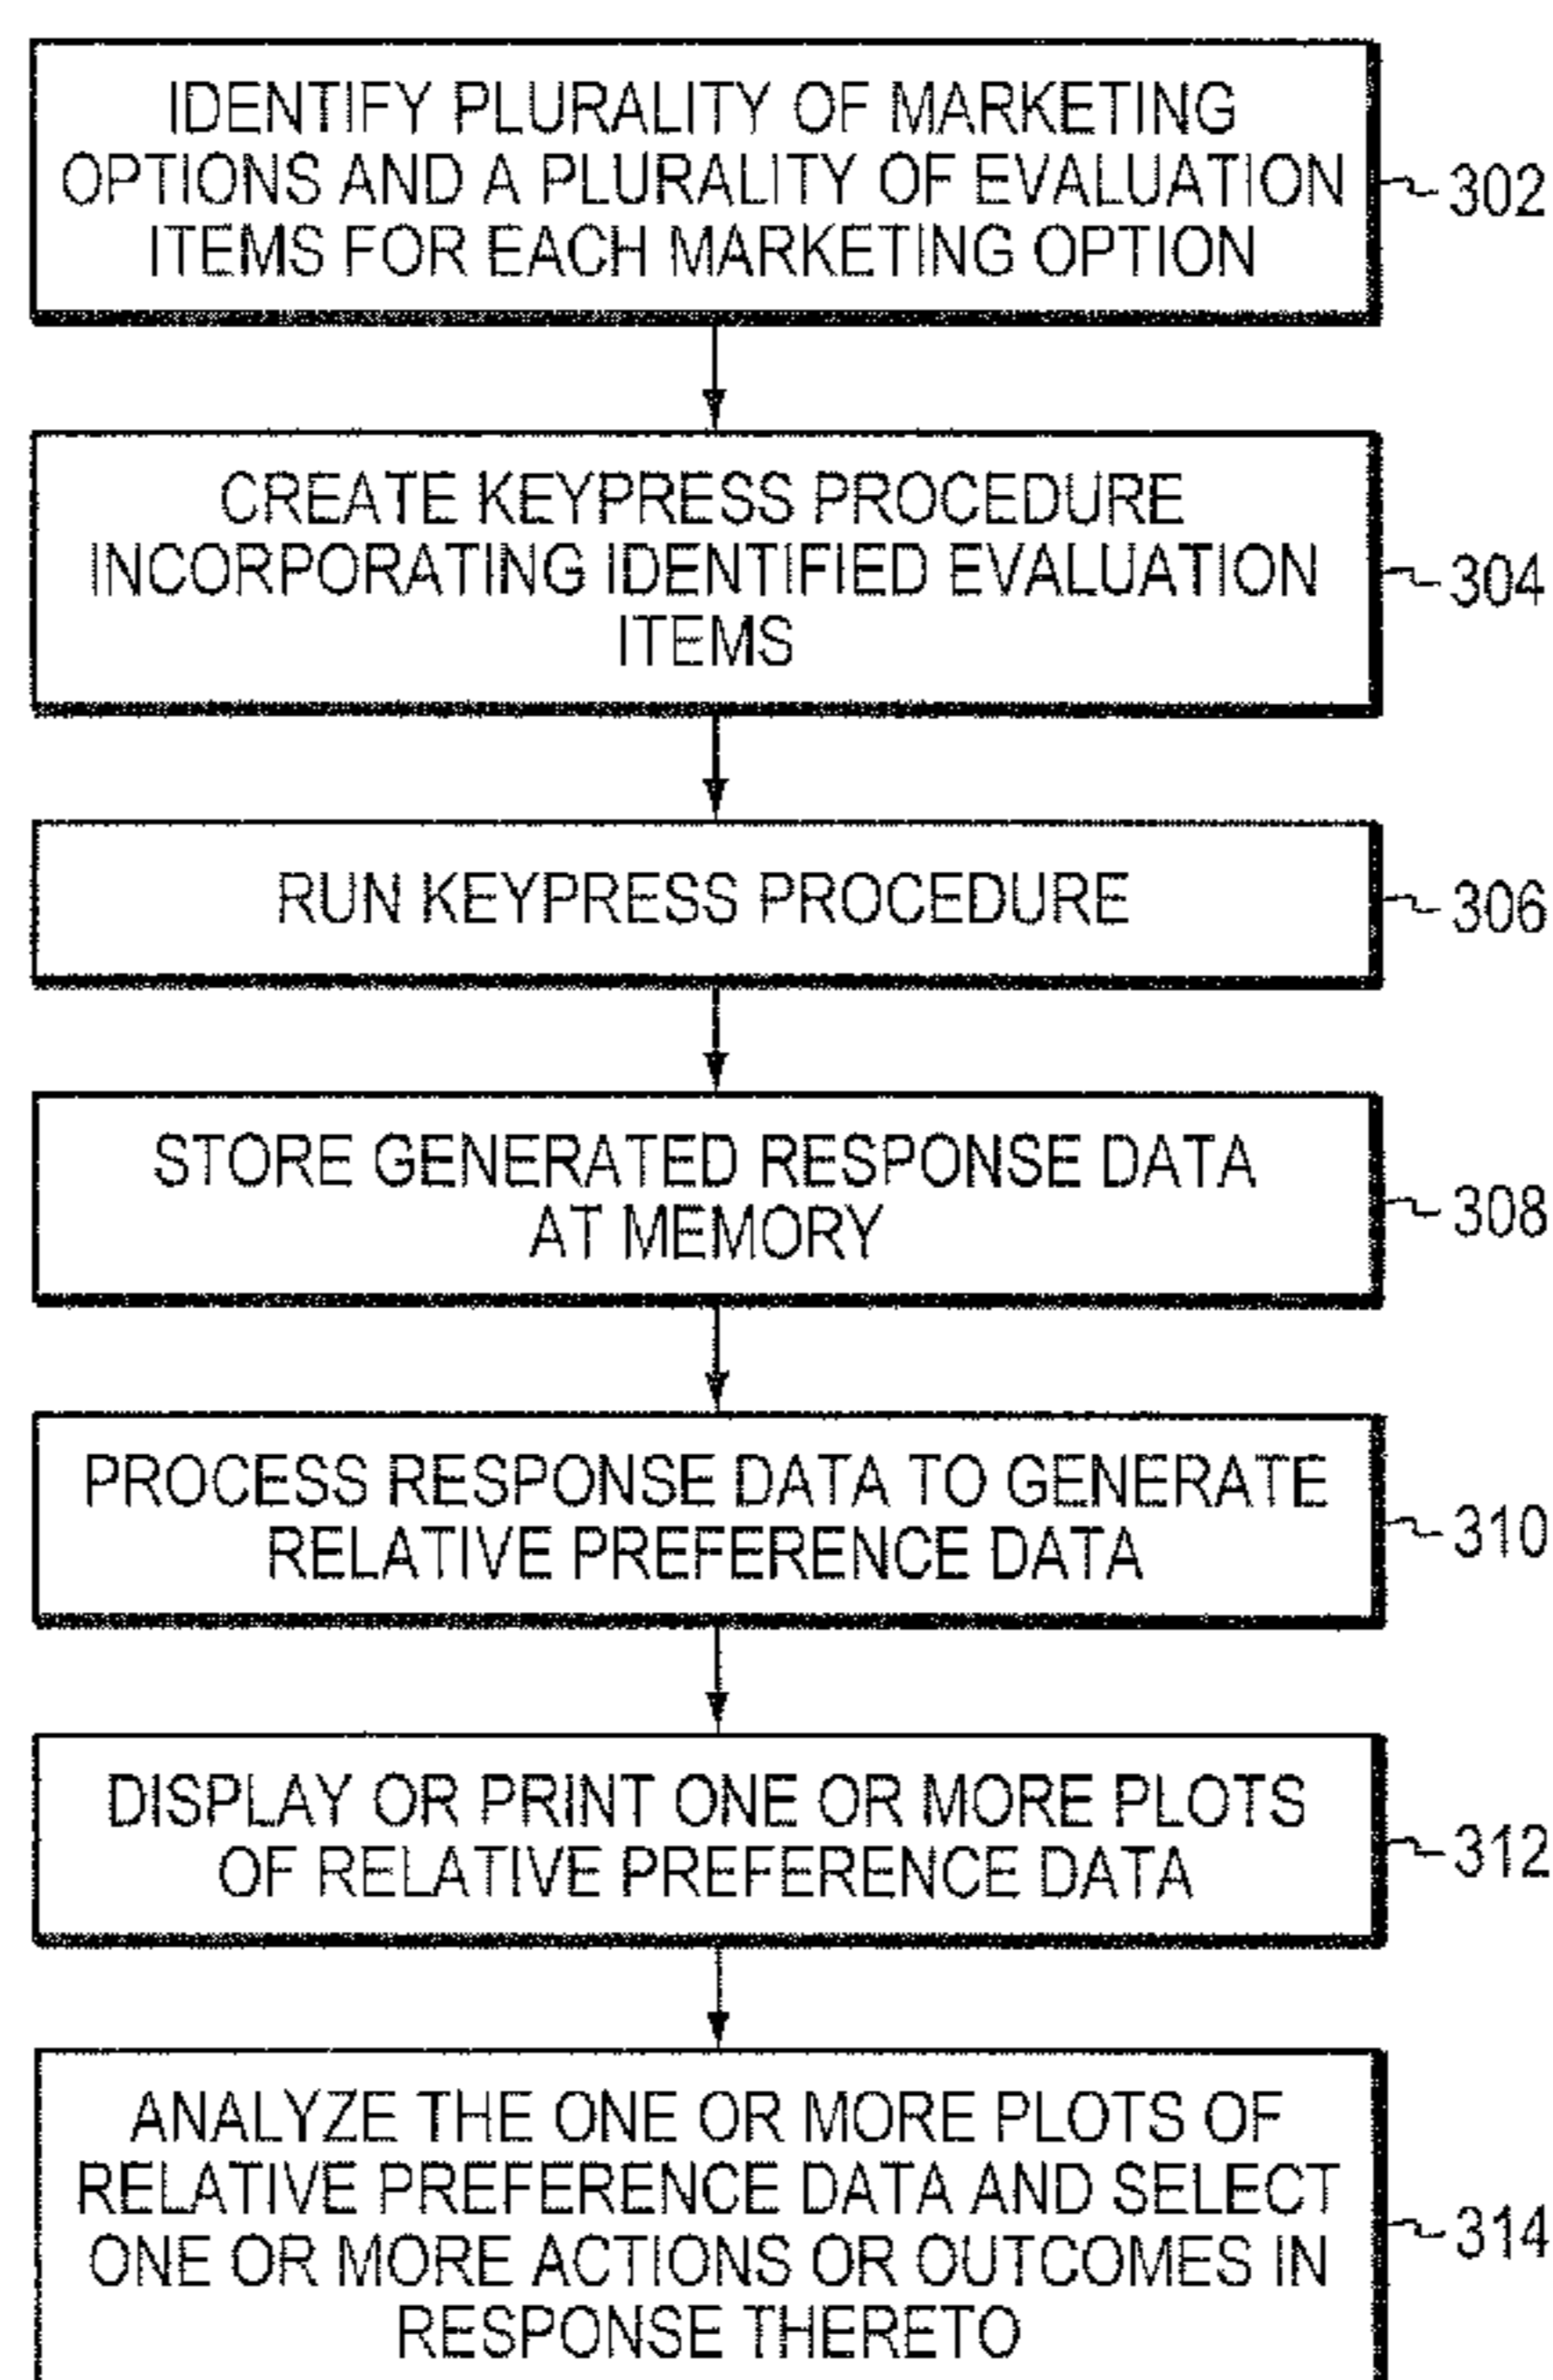 IDENTIFY PLURALITY OF MARKETING
OPTIONS AND A PLURALITY OF EVALUATION
ITEMS FOR EACH MARKETING OPTION
302
CREATE KEYPRESS PROCEDURE
INCORPORATING IDENTIFIED EVALUATION
ITEMS
304
RUN KEYPRESS PROCEDURE
306
STORE GENERATED RESPONSE DATA
AT MEMORY
308
PROCESS RESPONSE DATA TO GENERATE
RELATIVE PREFERENCE DATA
310
DISPLAY OR PRINT ONE OR MORE PLOTS
OF RELATIVE PREFERENCE DATA
312
ANALYZE THE ONE OR MORE PLOTS OF
RELATIVE PREFERENCE DATA AND SELECT
ONE OR MORE ACTIONS OR OUTCOMES IN
RESPONSE THERETO
314